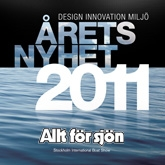 DESIGN INNOVATION MILJÖ
ÅRETS
NYHET
2011
Allt för sjön
Stockholm International Boat Show